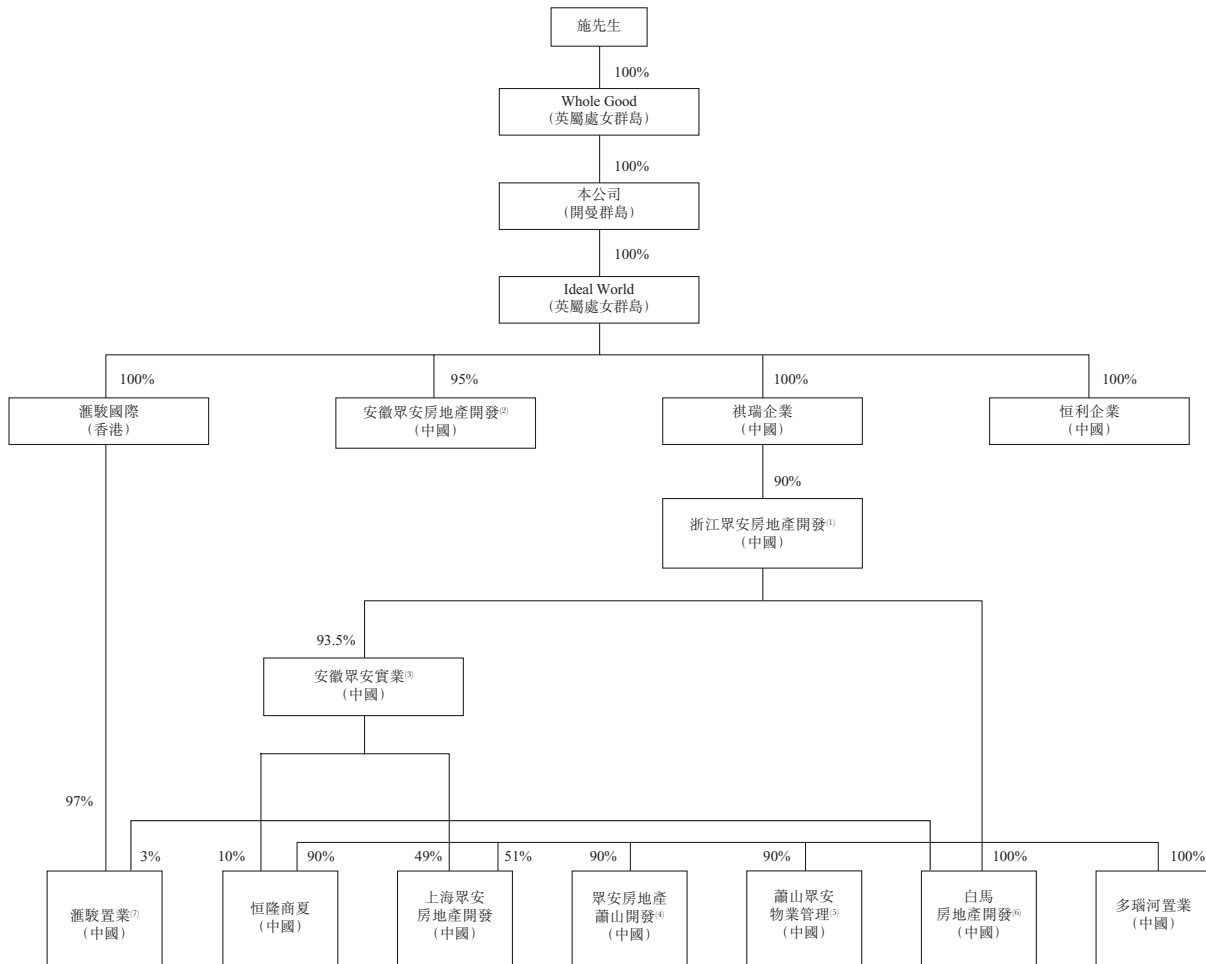 施先生
100%
Whole Good
(英屬處女群島)
100%
本公司
(開曼群島)
100%
Ideal World
(英屬處女群島)
100%
95%
100%
100%
滙駿國際
(香港)
安徽眾安房地產開發(2)
(中國)
祺瑞企業
(中國)
恒利企業
(中國)
90%
浙江眾安房地產開發(1)
(中國)
93.5%
安徽眾安實業(3)
(中國)
97%
3%
10%
90%
49%
51%
90%
90%
100%
100%
滙駿置業(7)
(中國)
恒隆商夏
(中國)
上海眾安
房地產開發
(中國)
眾安房地產
蕭山開發(4)
(中國)
蕭山眾安
物業管理(5)
(中國)
白馬
房地產開發(6)
(中國)
多瑙河置業
(中國)